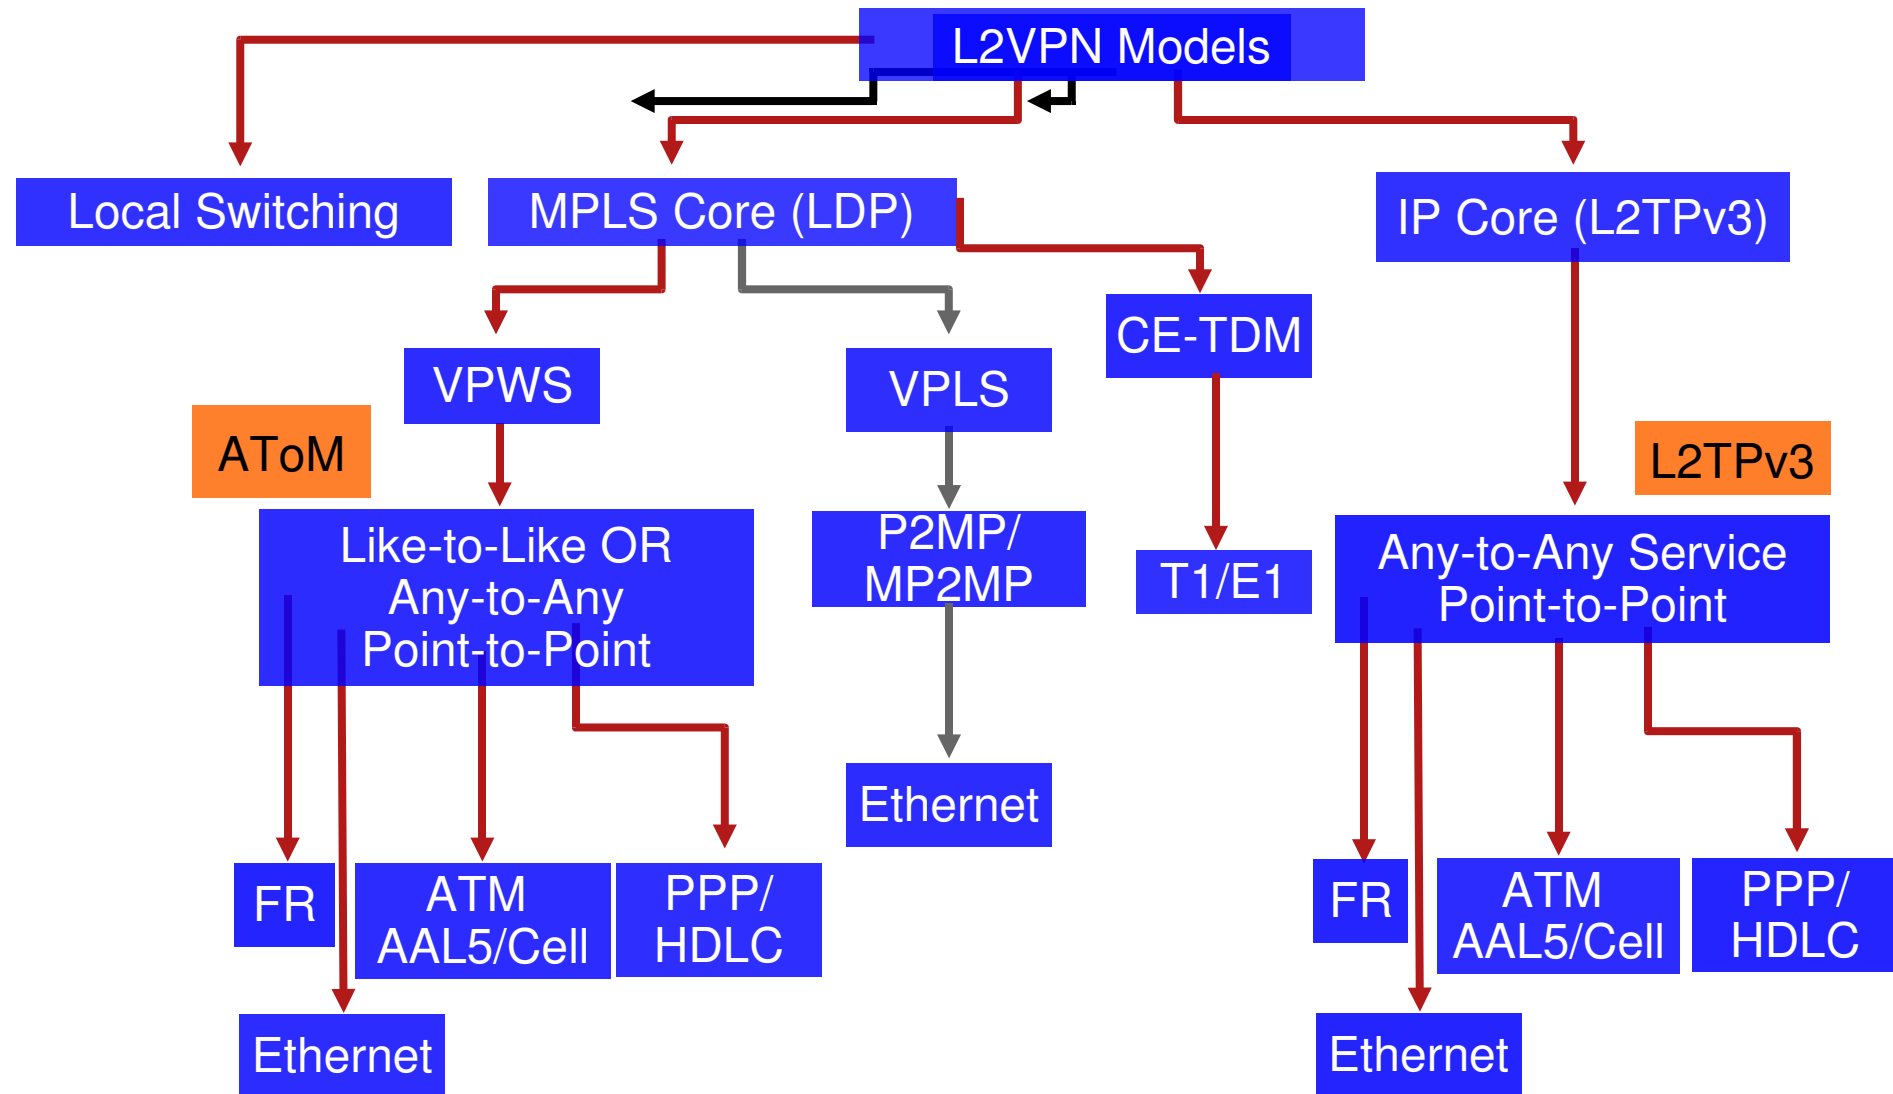 L2VPN Models
Local Switching
MPLS Core (LDP)
IP Core (L2TPv3)
CE-TDM
VPWS
VPLS
AToM
L2TPv3
Like-to-Like OR
Any-to-Any
Point-to-Point
P2MP/
MP2MP
T1/E1
Any-to-Any Service
Point-to-Point
Ethernet
FR
ATM
AAL5/Cell
PPP/
HDLC
FR
ATM
AAL5/Cell
PPP/
HDLC
Ethernet
Ethernet